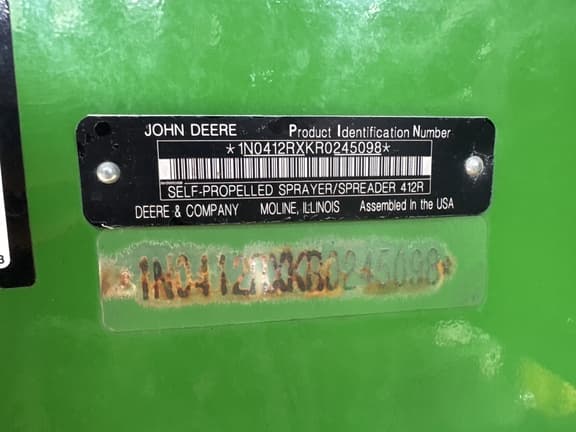 JOHN DEERE Product Identification Number
*1N0412RXKR0245098*
SELF-PROPELLED SPRAYER/SPREADER 412R
DEERE & COMPANY MOLINE, ILLINOIS Assembled in the USA
*1N0412RXKR0245098*